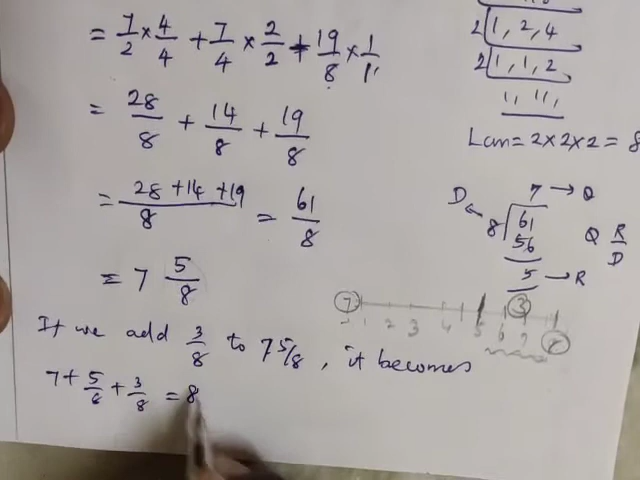 = 7/2 × 4/4 + 7/4 × 2/2 + 19/8 × 1/1
= 28/8 + 14/8 + 19/8
= 28 +14 +19/8 = 61/8
= 7 5/8
If we add 3/8 to 7 5/8, it becomes
7 + 5/8 + 3/8 = 8
2 | 1, 2, 4
2 | 1, 1, 2
1, 1, 1,
Lcm = 2×2×2 = 8
7 → Q
D ← 8 | 61
56
5 → R
Q R/D
7 1 2 3 4 5 6 7 8
3